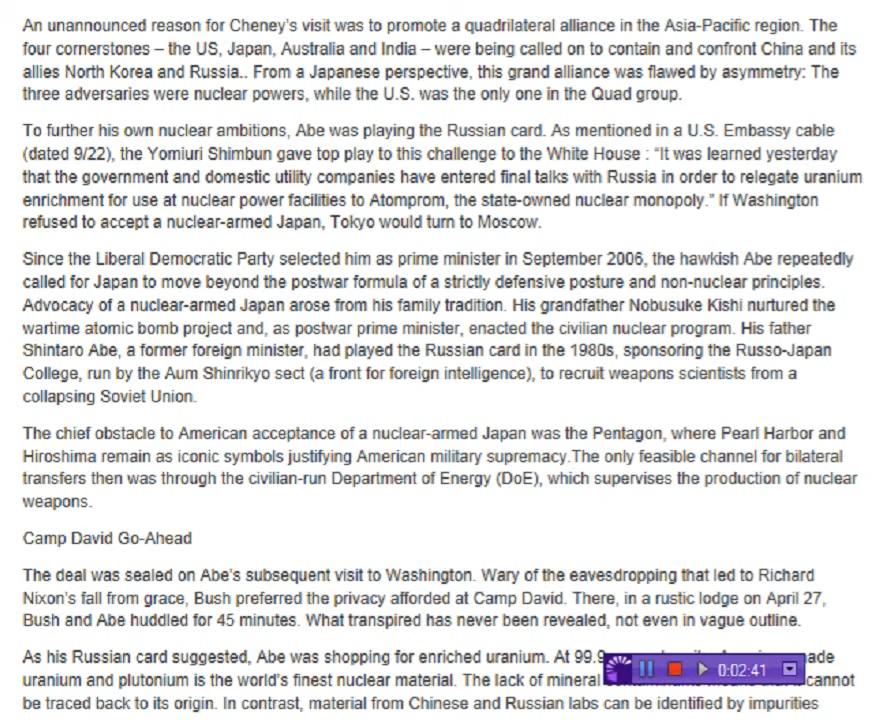 An unannounced reason for Cheney's visit was to promote a quadrilateral alliance in the Asia-Pacific region. The
four cornerstones – the US, Japan, Australia and India – were being called on to contain and confront China and its
allies North Korea and Russia.. From a Japanese perspective, this grand alliance was flawed by asymmetry: The
three adversaries were nuclear powers, while the U.S. was the only one in the Quad group.
To further his own nuclear ambitions, Abe was playing the Russian card. As mentioned in a U.S. Embassy cable
(dated 9/22), the Yomiuri Shimbun gave top play to this challenge to the White House : “It was learned yesterday
that the government and domestic utility companies have entered final talks with Russia in order to relegate uranium
enrichment for use at nuclear power facilities to Atomprom, the state-owned nuclear monopoly.” If Washington
refused to accept a nuclear-armed Japan, Tokyo would turn to Moscow.
Since the Liberal Democratic Party selected him as prime minister in September 2006, the hawkish Abe repeatedly
called for Japan to move beyond the postwar formula of a strictly defensive posture and non-nuclear principles.
Advocacy of a nuclear-armed Japan arose from his family tradition. His grandfather Nobusuke Kishi nurtured the
wartime atomic bomb project and, as postwar prime minister, enacted the civilian nuclear program. His father
Shintaro Abe, a former foreign minister, had played the Russian card in the 1980s, sponsoring the Russo-Japan
College, run by the Aum Shinrikyo sect (a front for foreign intelligence), to recruit weapons scientists from a
collapsing Soviet Union.
The chief obstacle to American acceptance of a nuclear-armed Japan was the Pentagon, where Pearl Harbor and
Hiroshima remain as iconic symbols justifying American military supremacy.The only feasible channel for bilateral
transfers then was through the civilian-run Department of Energy (DoE), which supervises the production of nuclear
weapons.
Camp David Go-Ahead
The deal was sealed on Abe's subsequent visit to Washington. Wary of the eavesdropping that led to Richard
Nixon's fall from grace, Bush preferred the privacy afforded at Camp David. There, in a rustic lodge on April 27,
Bush and Abe huddled for 45 minutes. What transpired has never been revealed, not even in vague outline.
As his Russian card suggested, Abe was shopping for enriched uranium. At 99.9 0:02:41 ade
uranium and plutonium is the world's finest nuclear material. The lack of mineral cannot
be traced back to its origin. In contrast, material from Chinese and Russian labs can be identified by impurities